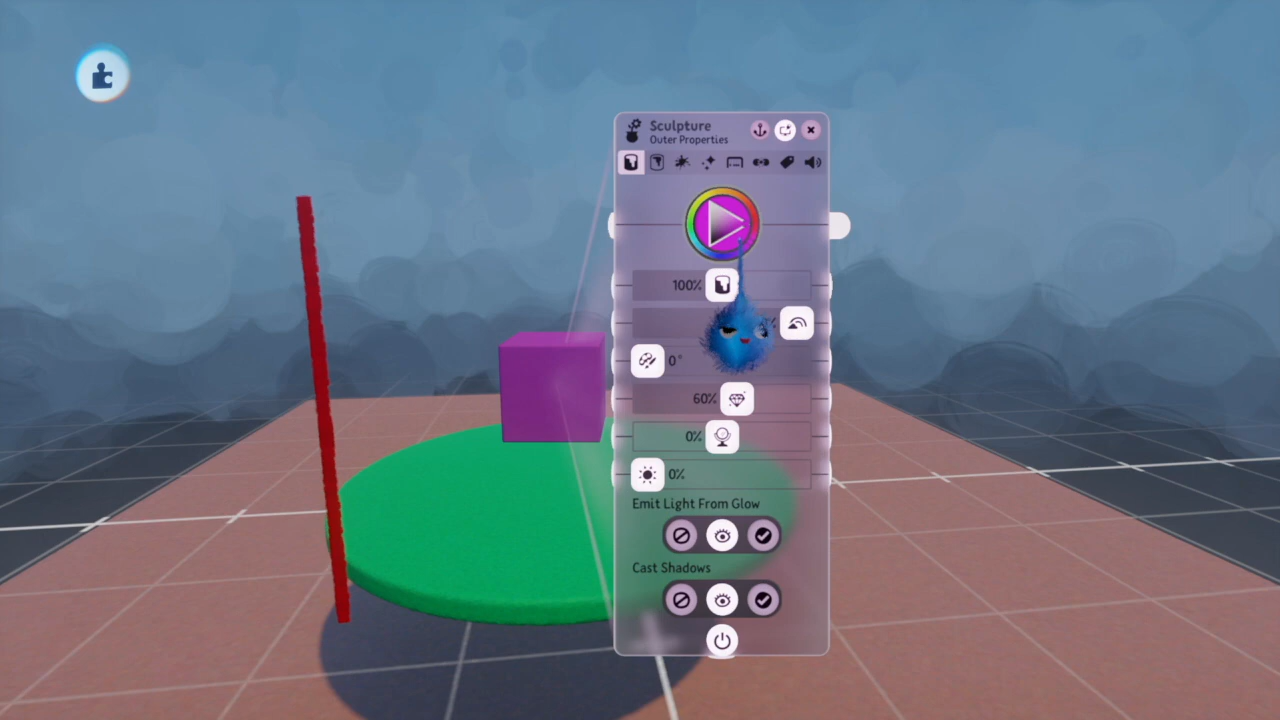 Sculpture
Outer Properties
100%
0°
60%
0%
0%
Emit Light From Glow
Cast Shadows